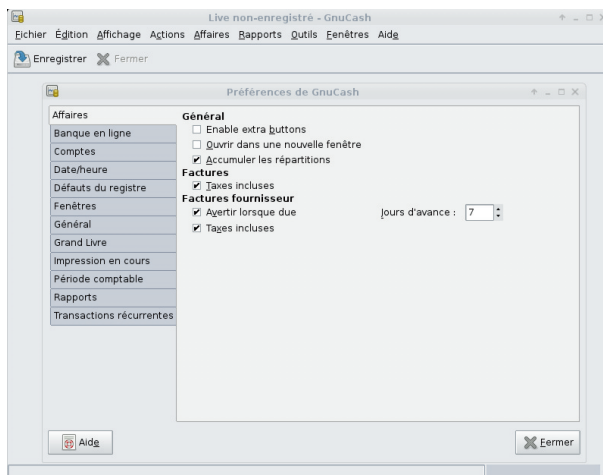 Live non-enregistré - GnuCash
Fichier Édition Affichage Actions Affaires Rapports Outils Fenêtres Aide
Enregistrer Fermer
Préférences de GnuCash
Affaires
Banque en ligne
Comptes
Date/heure
Défauts du registre
Fenêtres
Général
Grand Livre
Impression en cours
Période comptable
Rapports
Transactions récurrentes
Général
Enable extra buttons
Ouvrir dans une nouvelle fenêtre
Accumuler les répartitions
Factures
Taxes incluses
Factures fournisseur
Avertir lorsque due Jours d'avance : 7
Taxes incluses
Aide Fermer